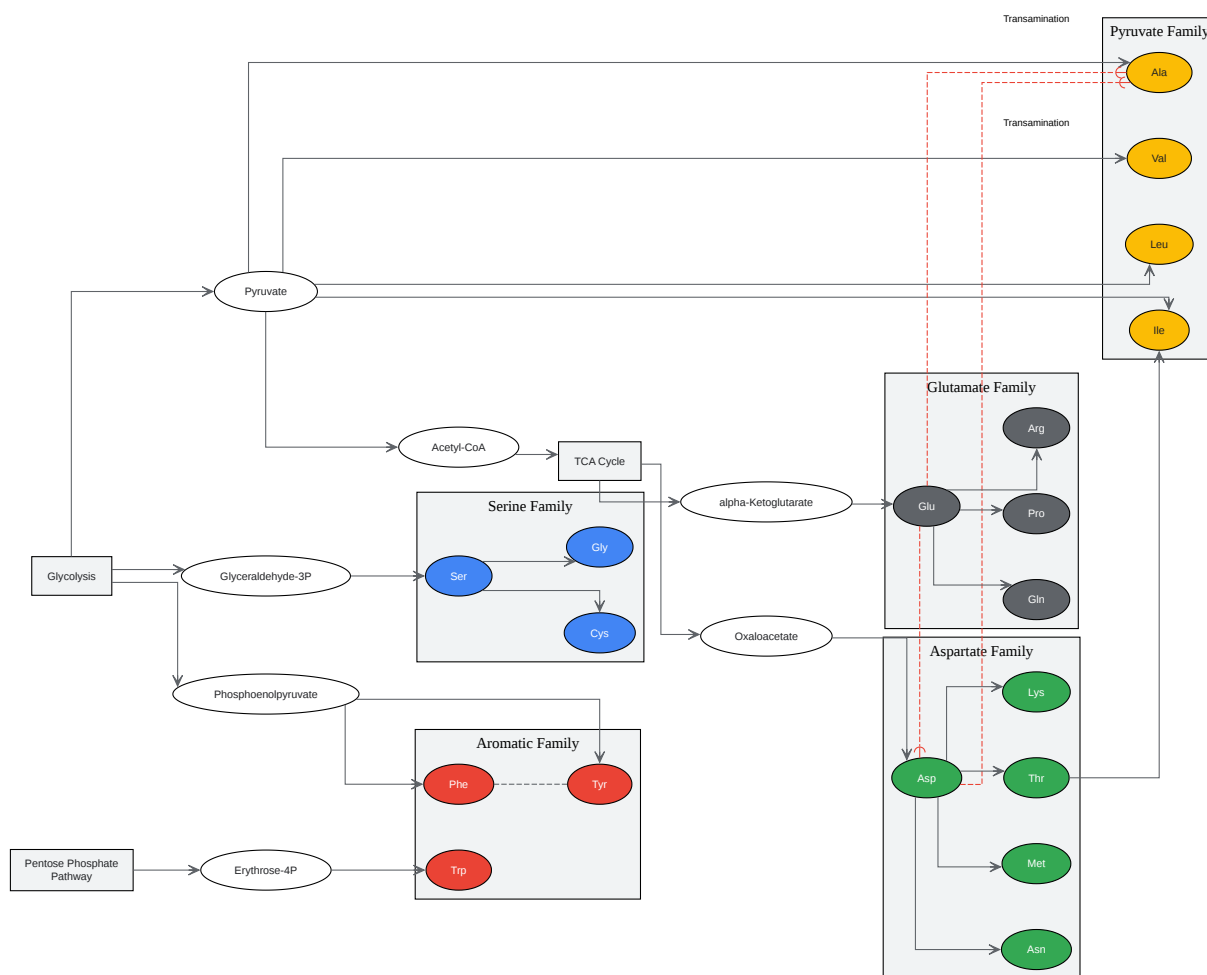 Transamination
Pyruvate Family
Ala
Transamination
Val
Leu
Pyruvate
Ile
Glutamate Family
Arg
Acetyl-CoA
TCA Cycle
alpha-Ketoglutarate
Glu
Pro
Serine Family
Gly
Glycolysis
Glyceraldehyde-3P
Ser
Gln
Cys
Oxaloacetate
Aspartate Family
Phosphoenolpyruvate
Lys
Aromatic Family
Phe
Tyr
Asp
Thr
Pentose Phosphate
Pathway
Erythrose-4P
Trp
Met
Asn